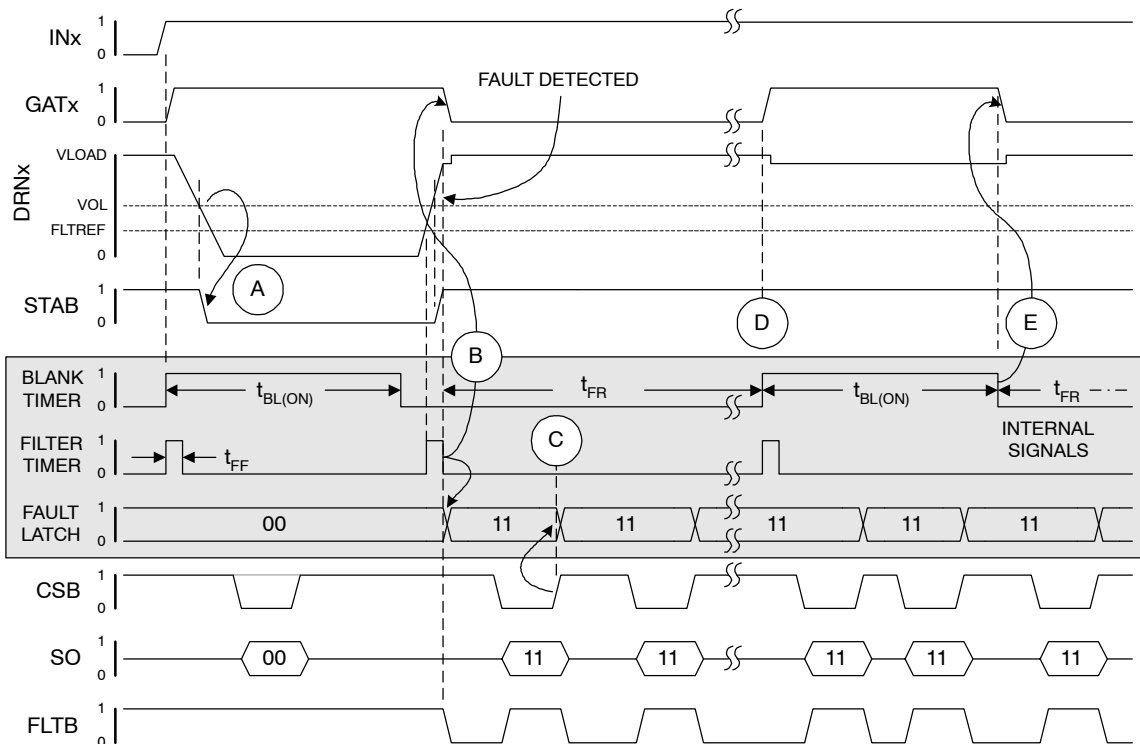 INx 1 0
GATx 1 0
FAULT DETECTED
DRNx VLOAD VOL FLTREF 0
A
STAB 1 0
D
E
B
BLANK TIMER 1 0
tBL(ON) tFR tBL(ON) tFR
C
INTERNAL SIGNALS
FILTER TIMER 1 0
tFF
FAULT LATCH 1 0
00 11 11 11 11 11
CSB 1 0
SO 1 0
00 11 11 11 11 11
FLTB 1 0